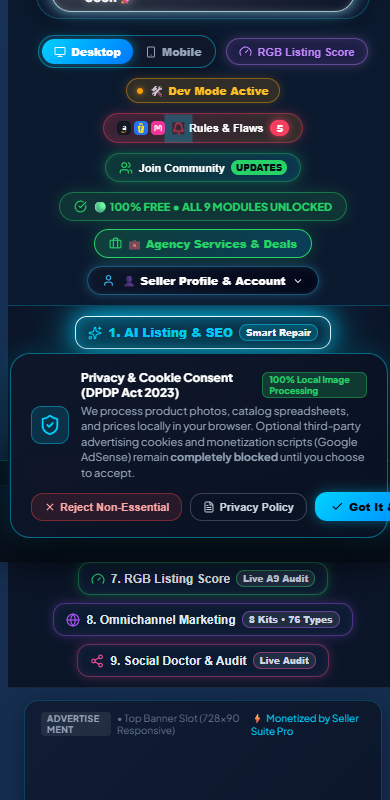 Desktop
Mobile
RGB Listing Score
Dev Mode Active
Rules & Flaws 5
Join Community UPDATES
100% FREE • ALL 9 MODULES UNLOCKED
Agency Services & Deals
Seller Profile & Account
1. AI Listing & SEO Smart Repair
Privacy & Cookie Consent
(DPDP Act 2023)
100% Local Image
Processing
We process product photos, catalog spreadsheets,
and prices locally in your browser. Optional third-party
advertising cookies and monetization scripts (Google
AdSense) remain completely blocked until you choose
to accept.
Reject Non-Essential
Privacy Policy
Got It &
7. RGB Listing Score Live A9 Audit
8. Omnichannel Marketing 8 Kits • 76 Types
9. Social Doctor & Audit Live Audit
ADVERTISE
MENT
• Top Banner Slot (728×90
Responsive)
Monetized by Seller
Suite Pro